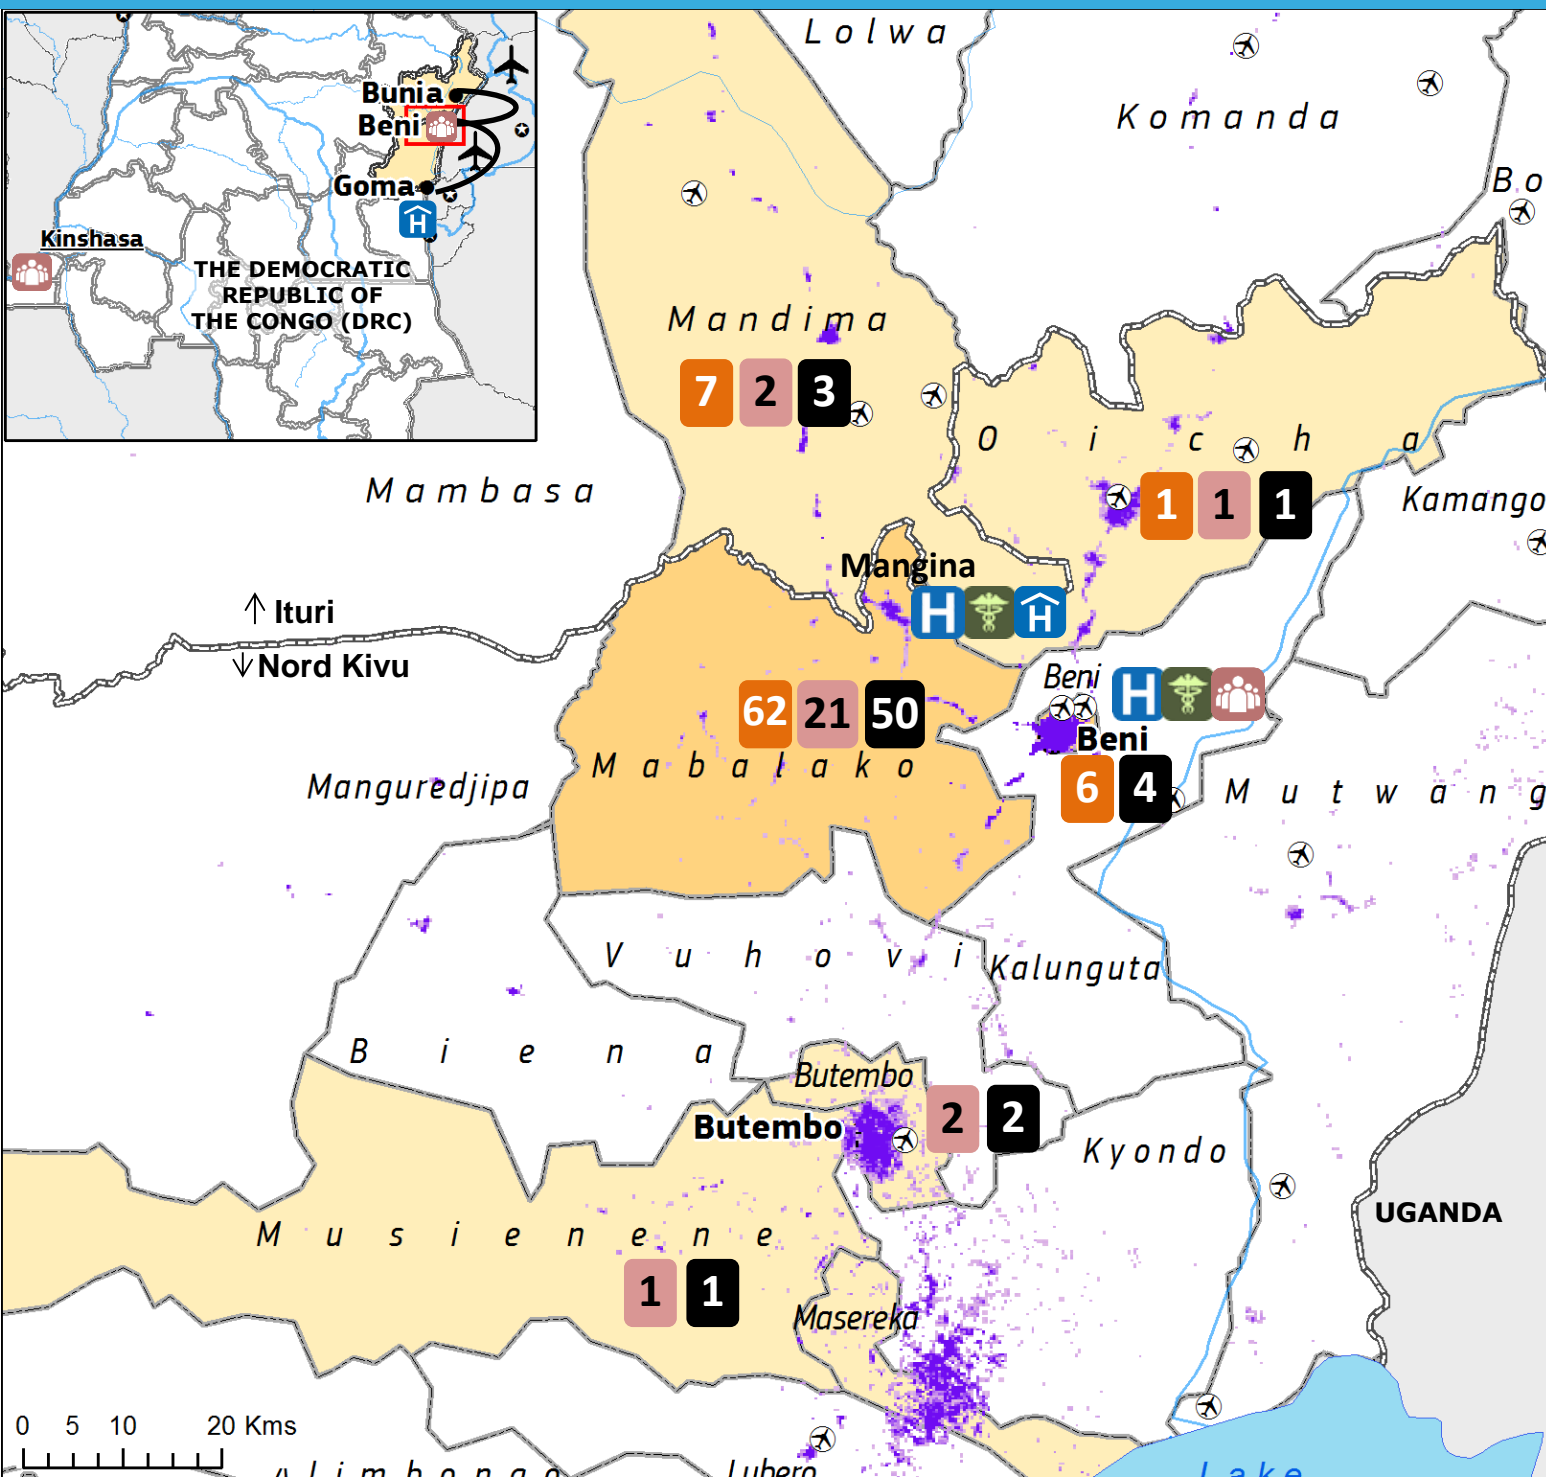 Lolwa
Komanda
Bo
Bunia
Beni
Goma
Kinshasa
THE DEMOCRATIC
REPUBLIC OF
THE CONGO (DRC)
Mandima
7 2 3
Oicha
1 1 1
Kamango
Mambasa
Mangina
H H
↑ Ituri
↓ Nord Kivu
Beni
H
Beni
6 4
62 21 50
Mabalako
Manguredjipa
Mutwang
Vuhovi
Kalunguta
Biena
Butembo
Butembo
2 2
Kyondo
UGANDA
Musienene
1 1
Masereka
0 5 10 20 Kms
Lubero
Lake
H